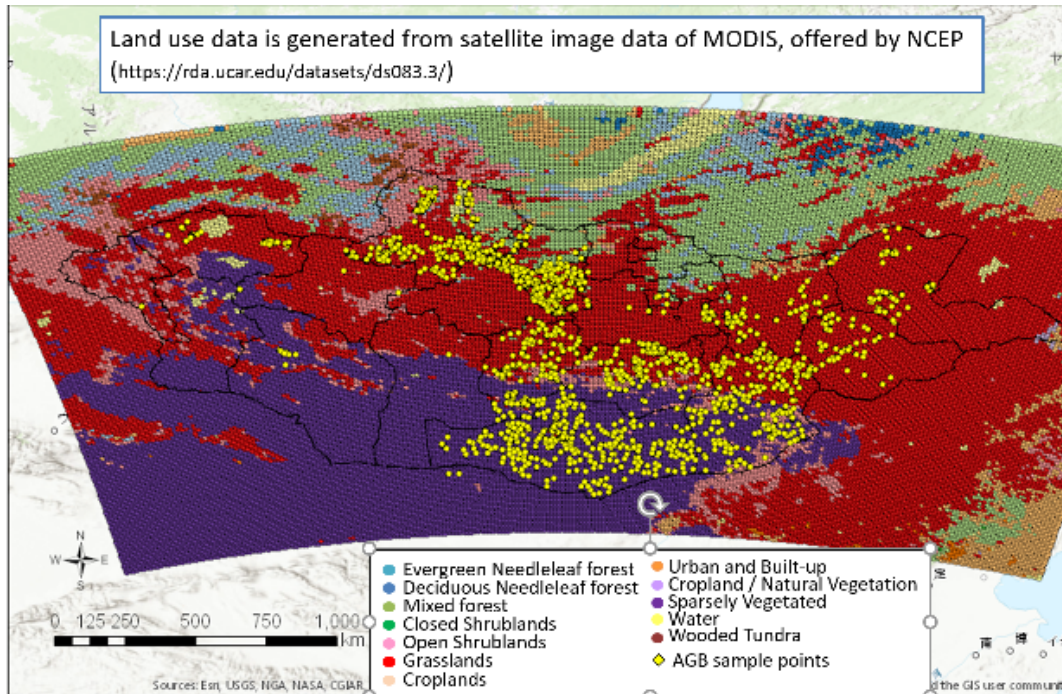 Land use data is generated from satellite image data of MODIS, offered by NCEP
(https://rda.ucar.edu/datasets/ds083.3/)
N
W E
S
0 125 250 500 750 1,000
km
Evergreen Needleleaf forest
Deciduous Needleleaf forest
Mixed forest
Closed Shrublands
Open Shrublands
Grasslands
Croplands
Urban and Built-up
Cropland / Natural Vegetation
Sparsely Vegetated
Water
Wooded Tundra
AGB sample points
Sources: Esri, USGS, NGA, NASA, CGIAR,
d the GIS user commun